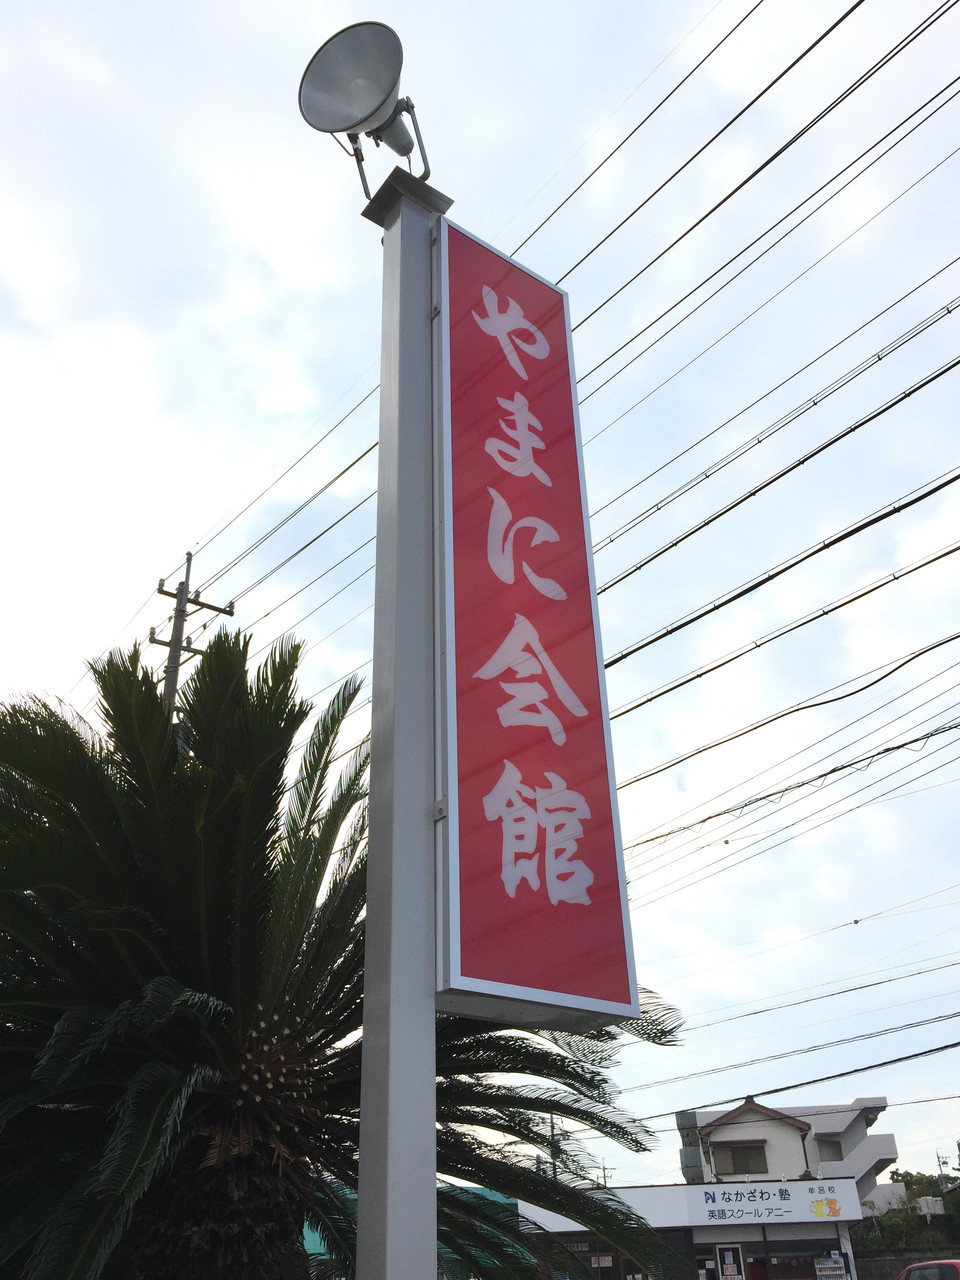 やまに会館
なかざわ・塾 牟呂校
英語スクール アニー